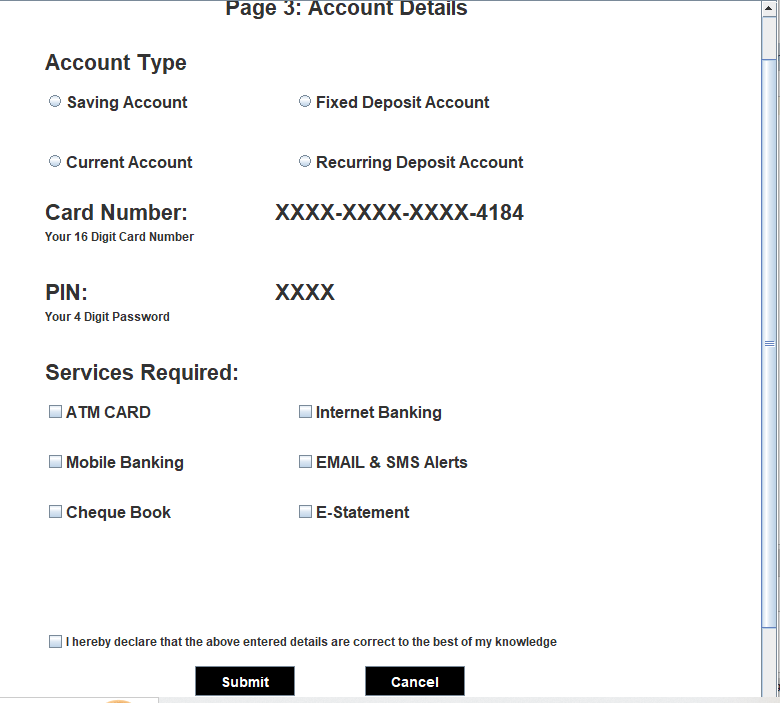 Page 3: Account Details
Account Type
Saving Account Fixed Deposit Account
Current Account Recurring Deposit Account
Card Number: XXXX-XXXX-XXXX-4184
Your 16 Digit Card Number
PIN: XXXX
Your 4 Digit Password
Services Required:
ATM CARD Internet Banking
Mobile Banking EMAIL & SMS Alerts
Cheque Book E-Statement
I hereby declare that the above entered details are correct to the best of my knowledge
Submit Cancel